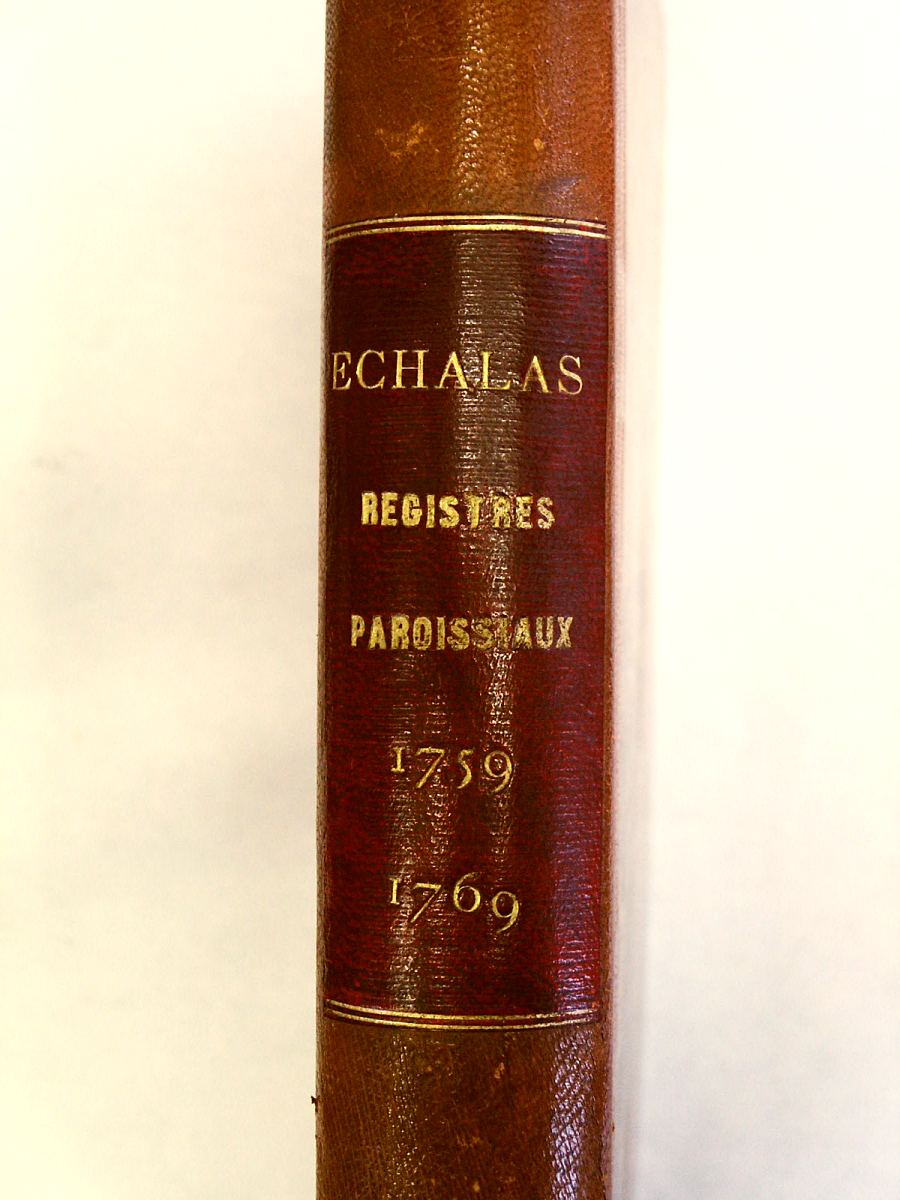 ECHALAS
REGISTRES
PAROISSIAUX
1759
1769